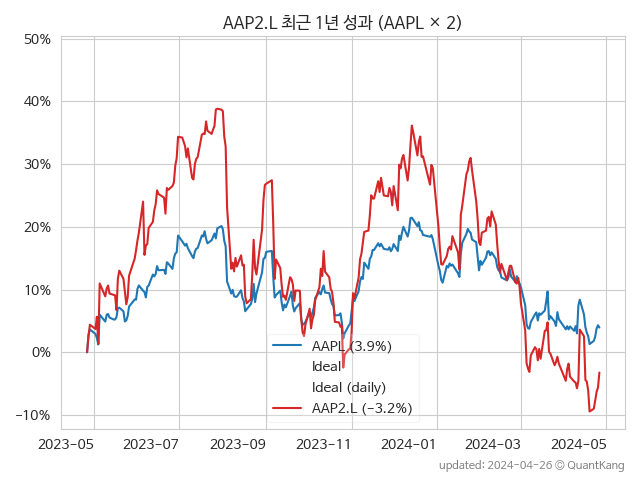 AAP2.L 최근 1년 성과 (AAPL × 2)
50%
40%
30%
20%
10%
0%
−10%
AAPL (3.9%)
Ideal
Ideal (daily)
AAP2.L (−3.2%)
2023-05
2023-07
2023-09
2023-11
2024-01
2024-03
2024-05
updated: 2024-04-26 © QuantKang